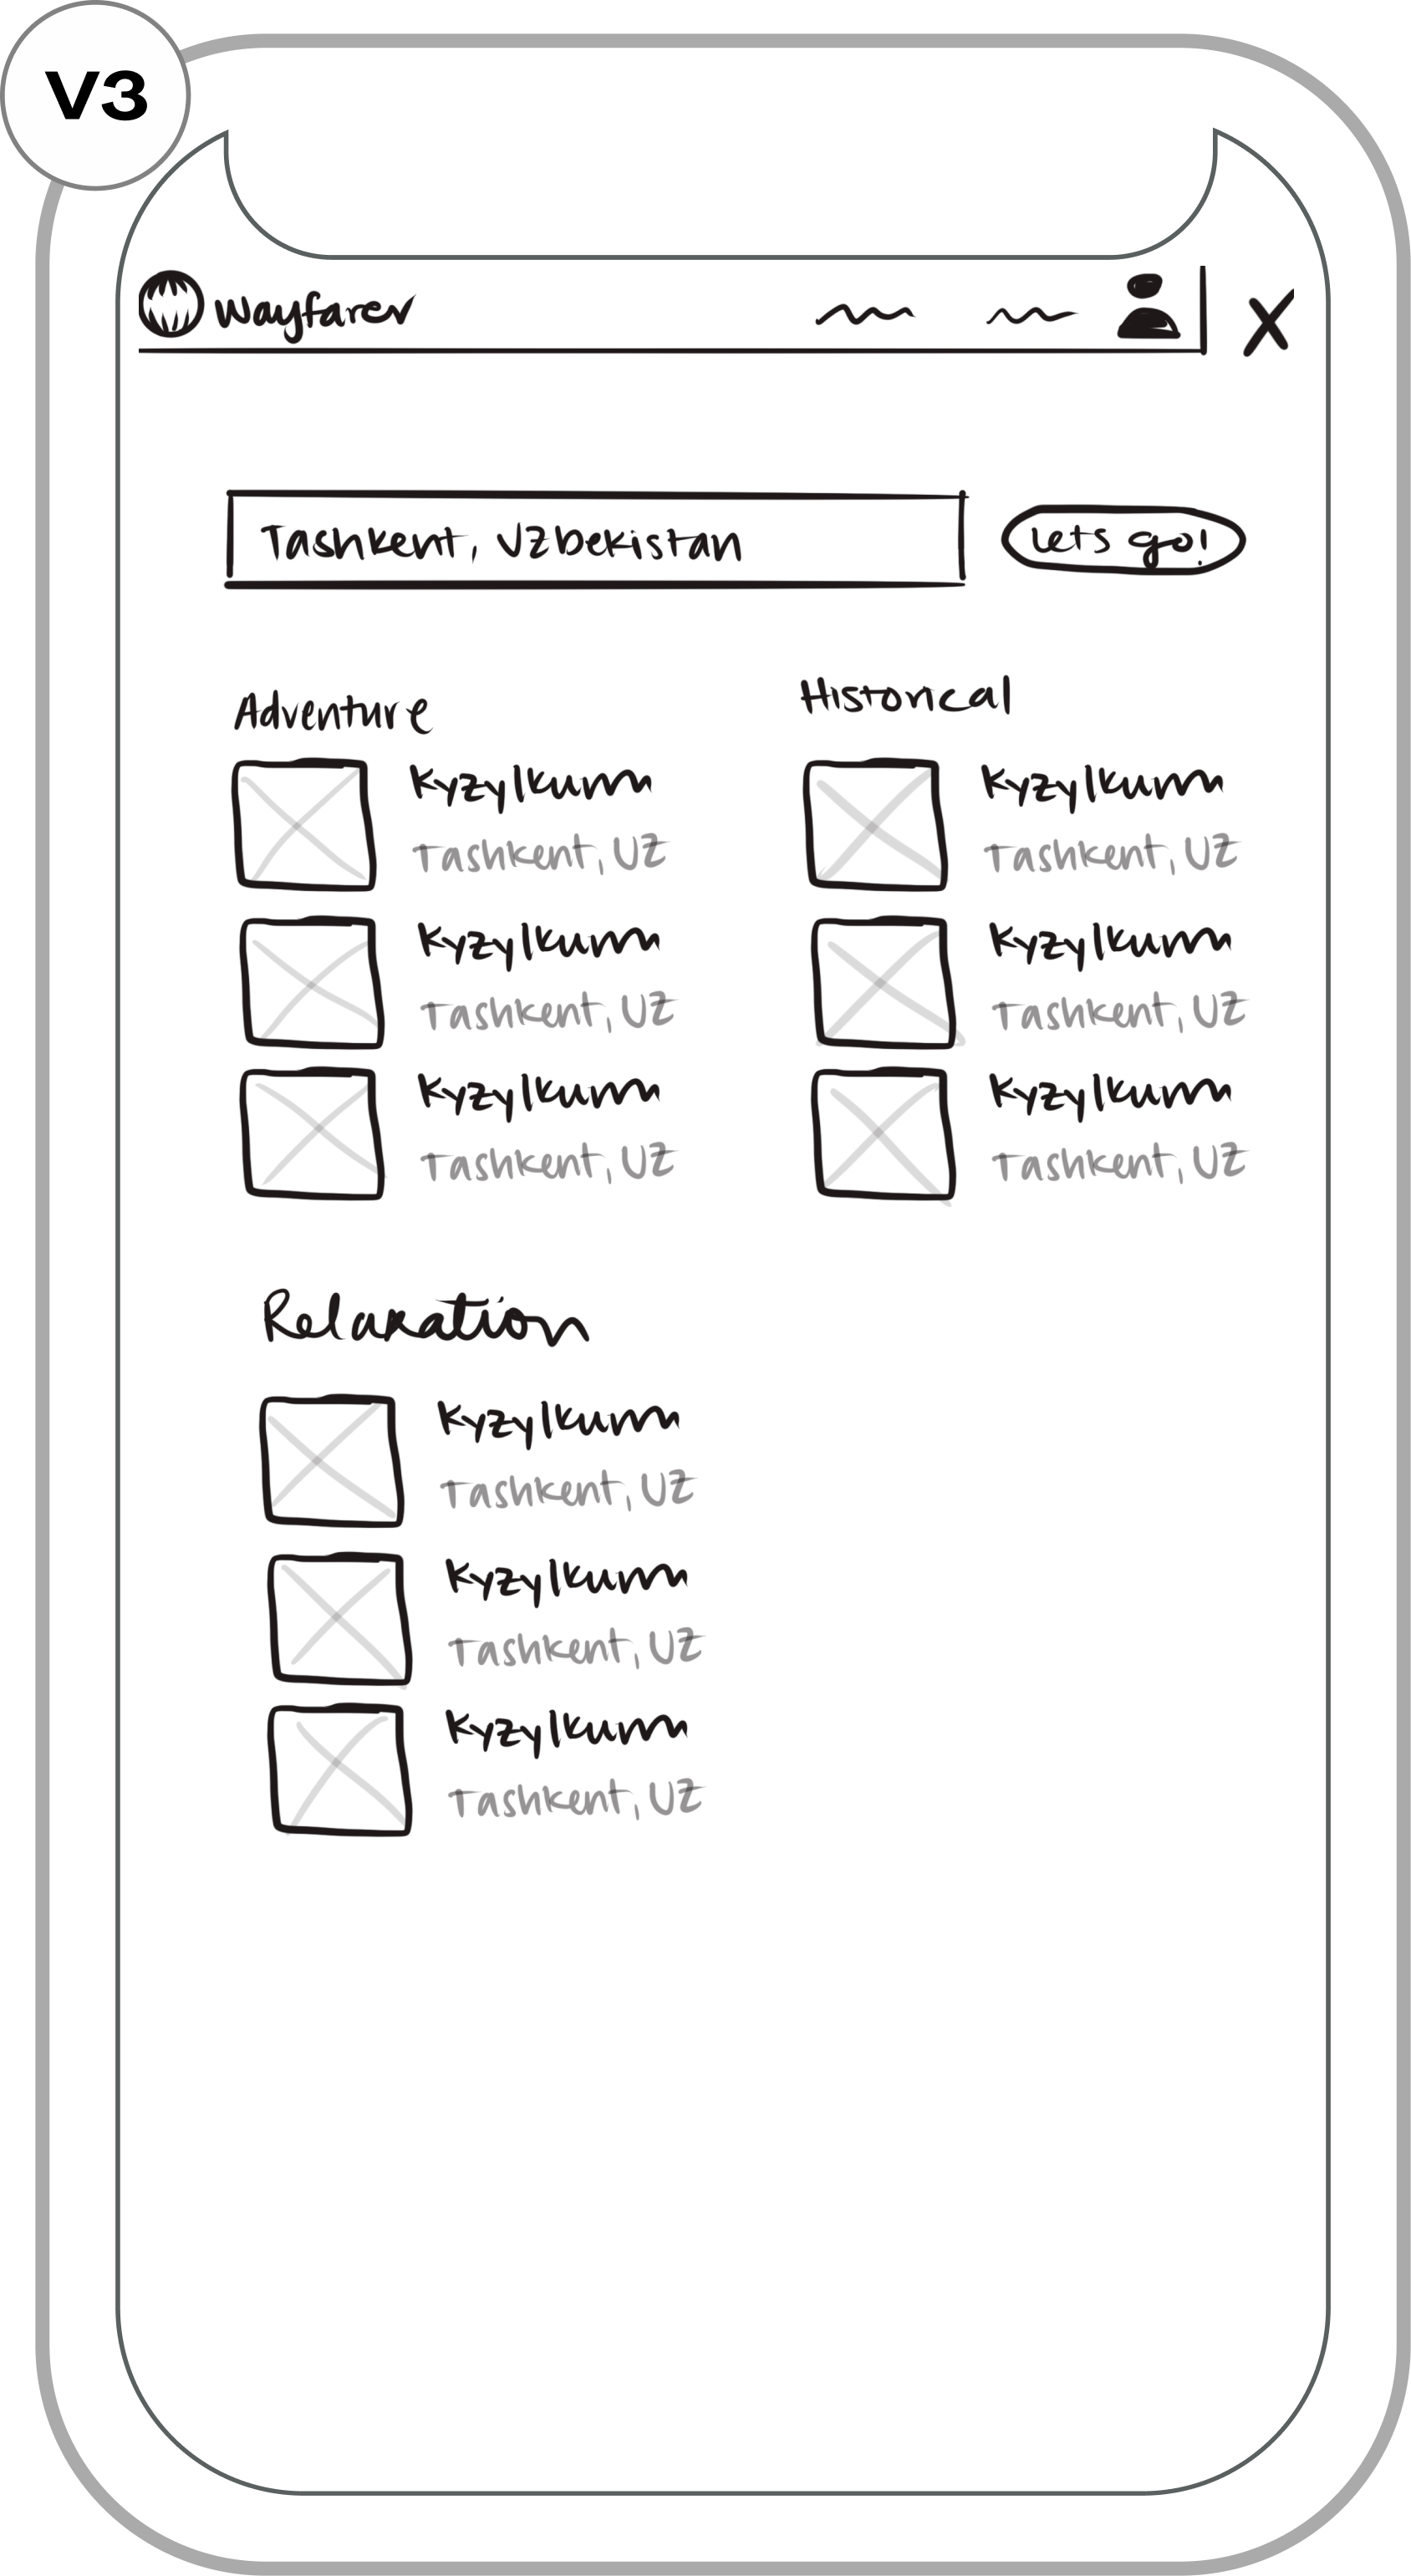 V3
wayfarer
X
Tashkent, Uzbekistan
Lets go!
Adventure
Kyzylkum
Tashkent, UZ
Kyzylkum
Tashkent, UZ
Kyzylkum
Tashkent, UZ
Historical
Kyzylkum
Tashkent, UZ
Kyzylkum
Tashkent, UZ
Kyzylkum
Tashkent, UZ
Relaxation
Kyzylkum
Tashkent, UZ
Kyzylkum
Tashkent, UZ
Kyzylkum
Tashkent, UZ